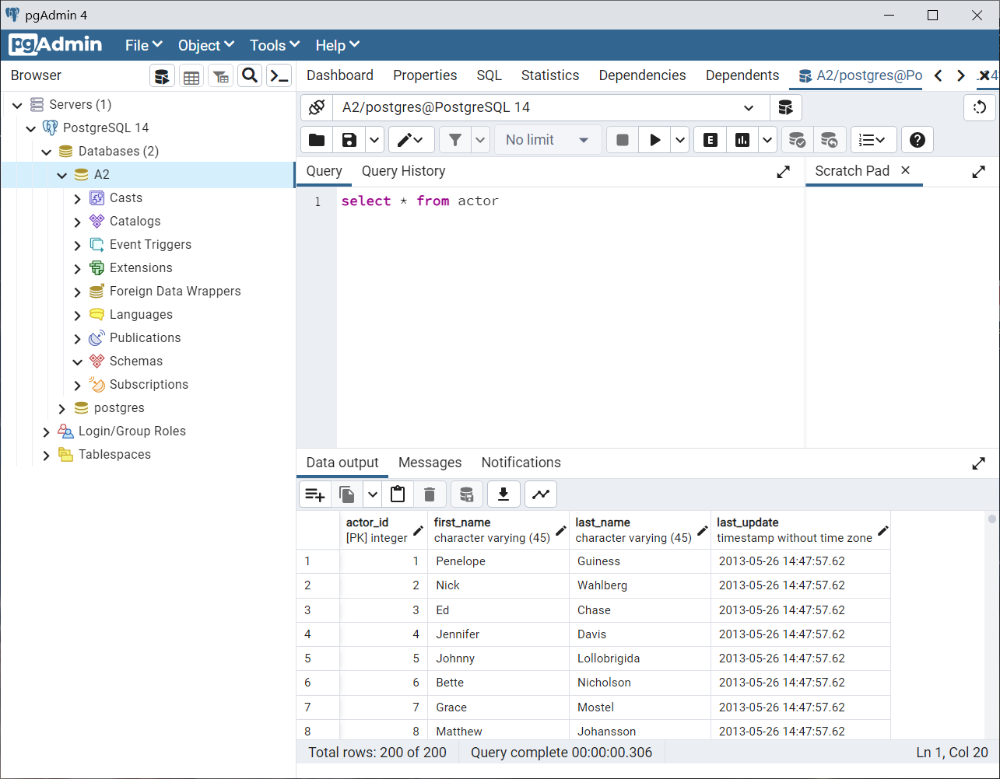 pgAdmin 4
pgAdmin File Object Tools Help
Browser
Dashboard Properties SQL Statistics Dependencies Dependents A2/postgres@Po
Servers (1)
PostgreSQL 14
Databases (2)
A2
Casts
Catalogs
Event Triggers
Extensions
Foreign Data Wrappers
Languages
Publications
Schemas
Subscriptions
postgres
Login/Group Roles
Tablespaces
A2/postgres@PostgreSQL 14
No limit
E
Query Query History
Scratch Pad
1 select * from actor
Data output Messages Notifications
actor_id first_name last_name last_update
[PK] integer character varying (45) character varying (45) timestamp without time zone
1 1 Penelope Guiness 2013-05-26 14:47:57.62
2 2 Nick Wahlberg 2013-05-26 14:47:57.62
3 3 Ed Chase 2013-05-26 14:47:57.62
4 4 Jennifer Davis 2013-05-26 14:47:57.62
5 5 Johnny Lollobrigida 2013-05-26 14:47:57.62
6 6 Bette Nicholson 2013-05-26 14:47:57.62
7 7 Grace Mostel 2013-05-26 14:47:57.62
8 8 Matthew Johansson 2013-05-26 14:47:57.62
Total rows: 200 of 200 Query complete 00:00:00.306 Ln 1, Col 20